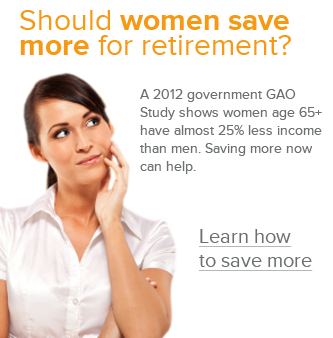 Should women save
more for retirement?
A 2012 government GAO
Study shows women age 65+
have almost 25% less income
than men. Saving more now
can help.
Learn how
to save more